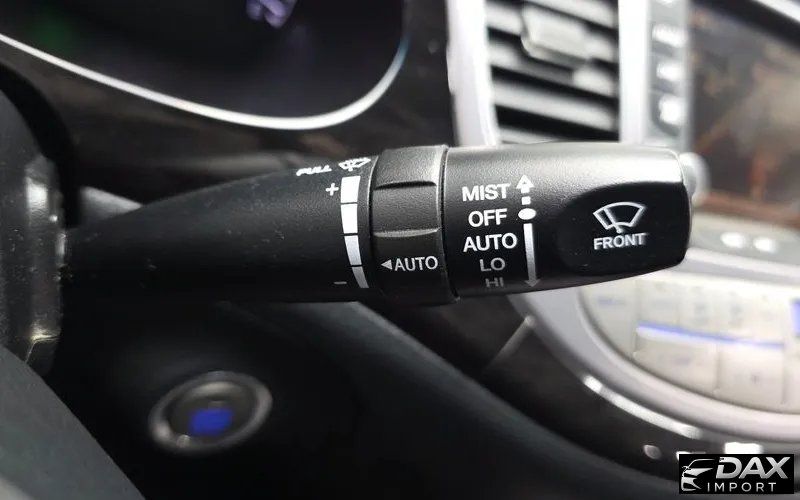 +
-
◄AUTO
MIST
OFF
AUTO
LO
HI
FRONT
DAX
IMPORT